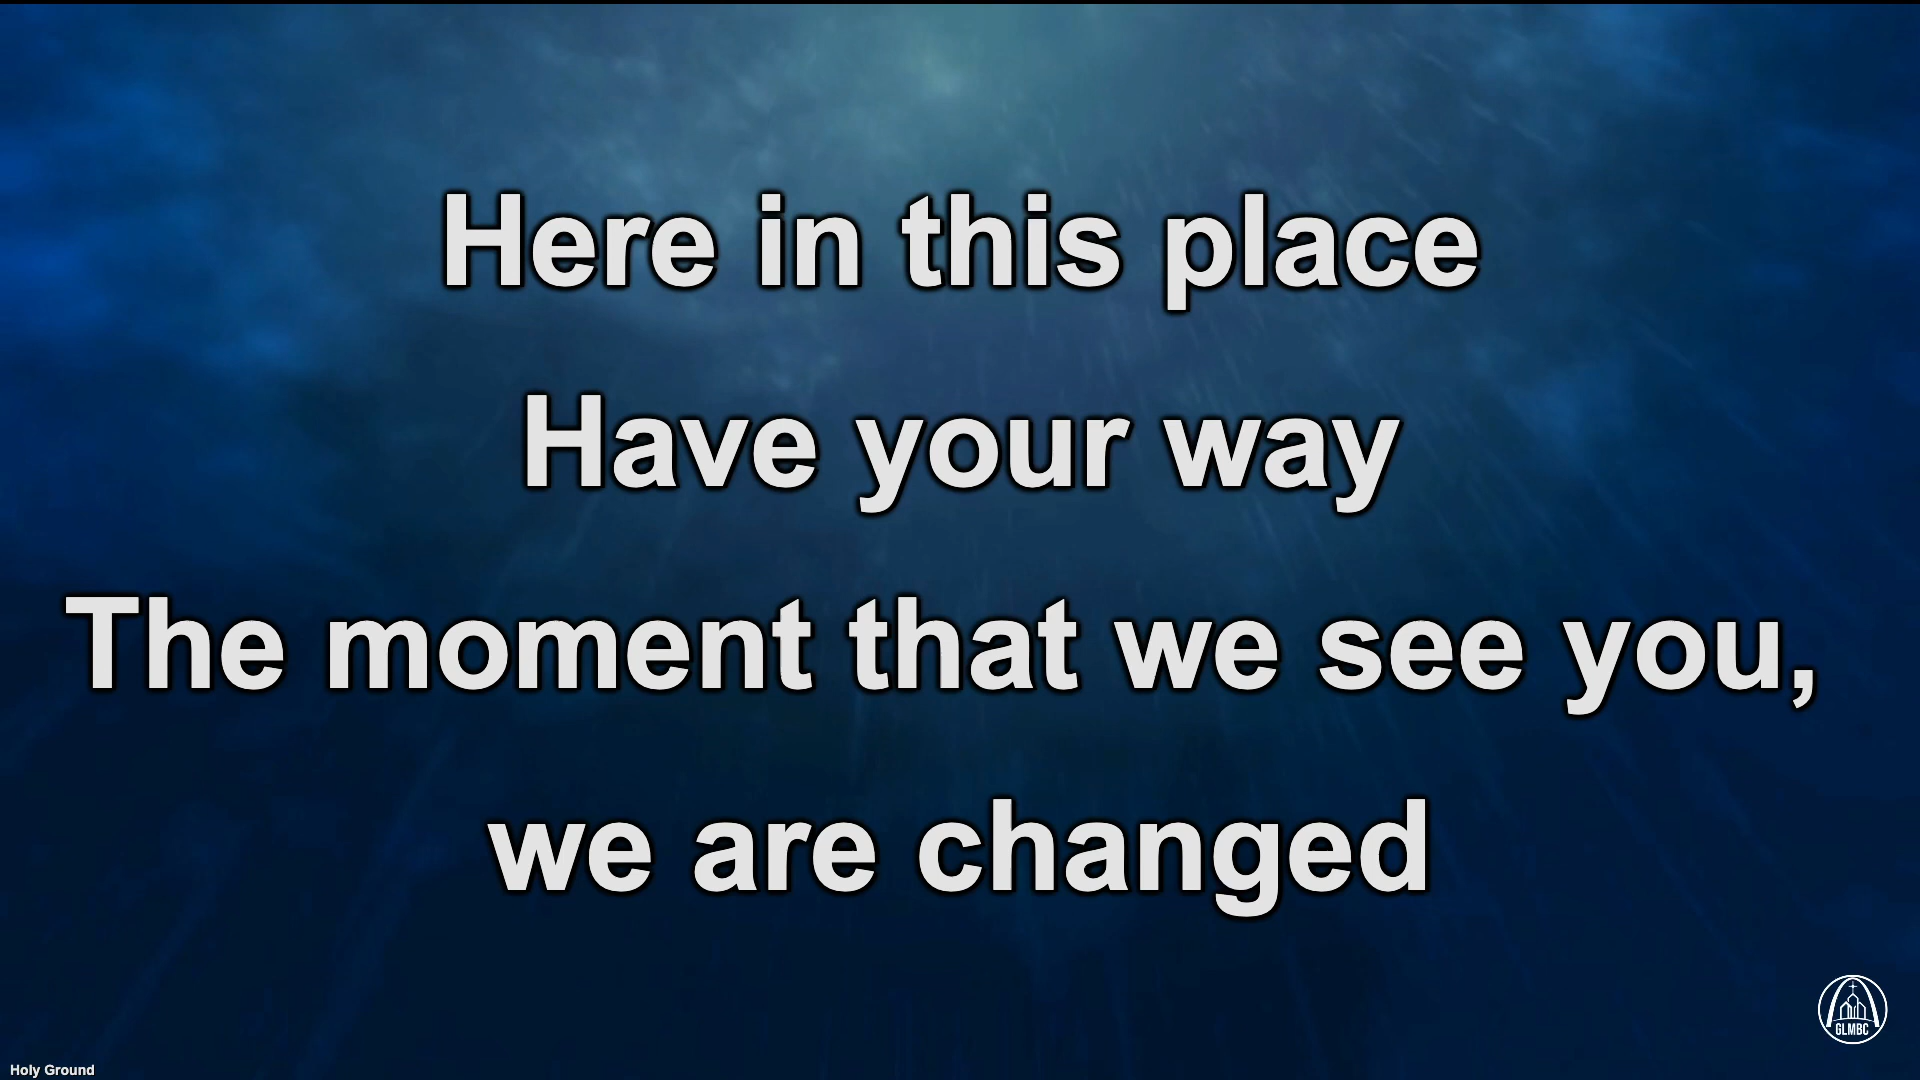 Here in this place
Have your way
The moment that we see you,
we are changed
GLMBC
Holy Ground